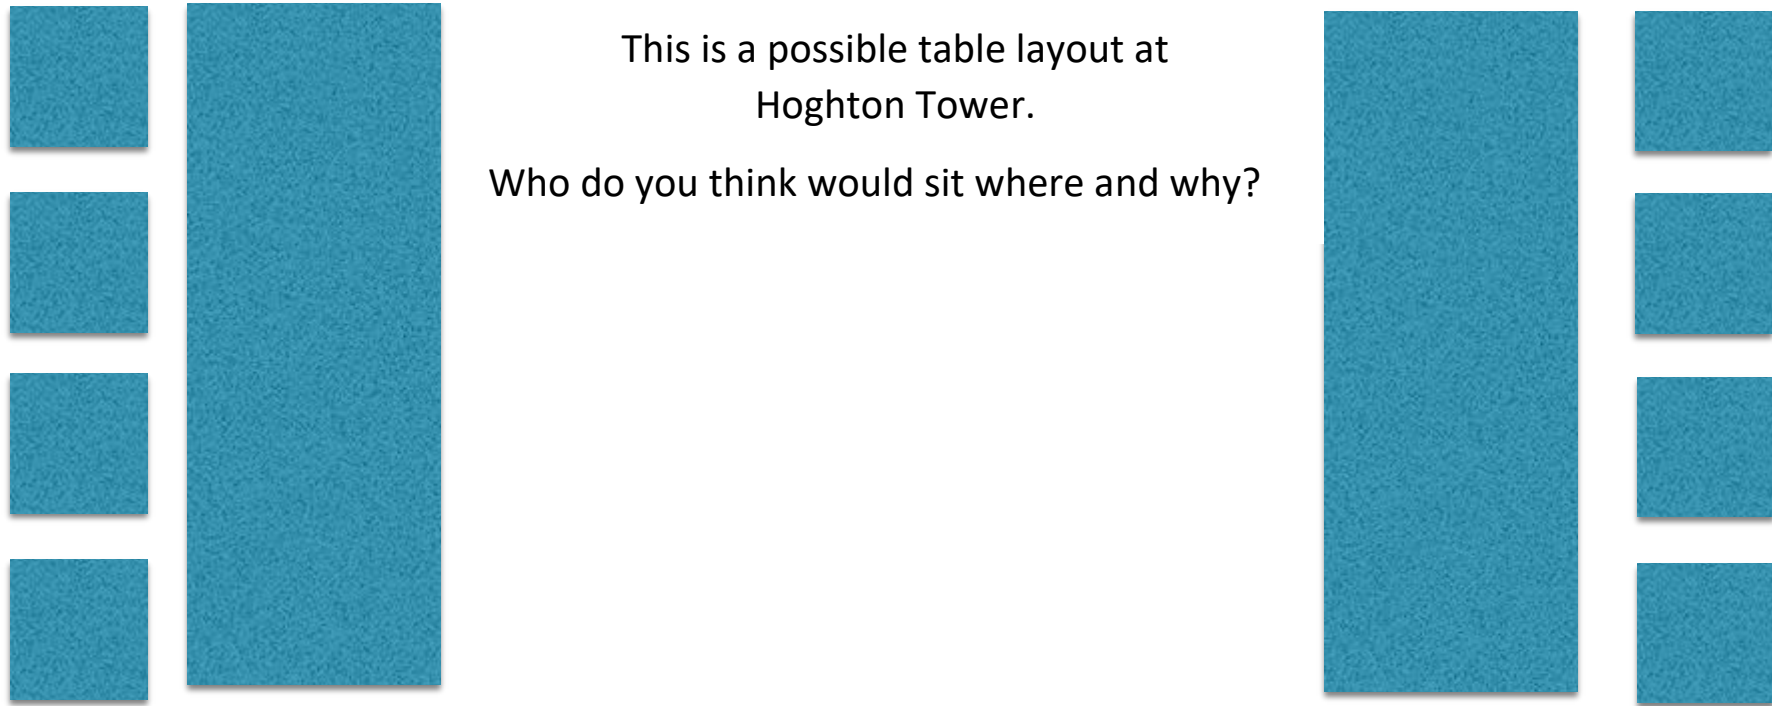 This is a possible table layout at
Hoghton Tower.
Who do you think would sit where and why?